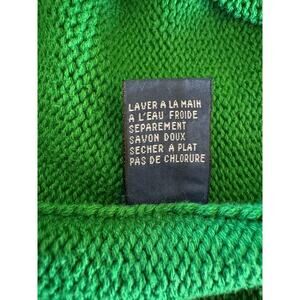 LAVER A LA MAIN
A L'EAU FROIDE
SEPAREMENT
SAVON DOUX
SECHER A PLAT
PAS DE CHLORURE